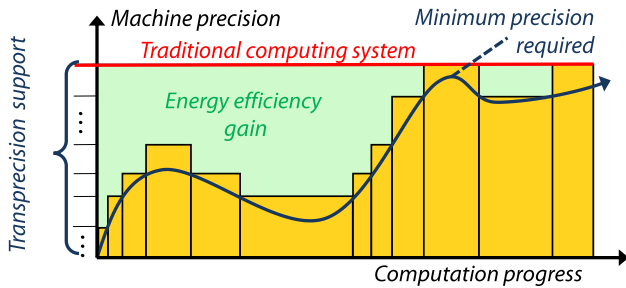 Machine precision
Minimum precision
required
Traditional computing system
Transprecision support
Energy efficiency
gain
Computation progress